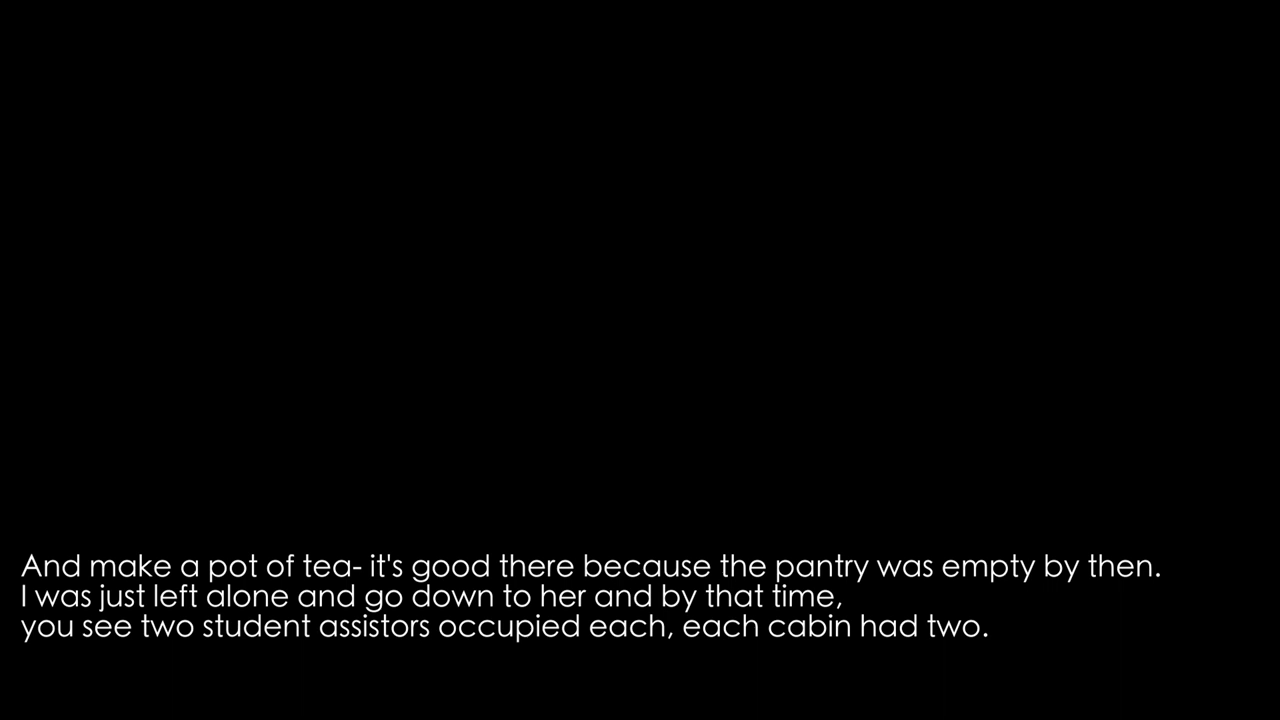 And make a pot of tea- it's good there because the pantry was empty by then.
I was just left alone and go down to her and by that time,
you see two student assistors occupied each, each cabin had two.